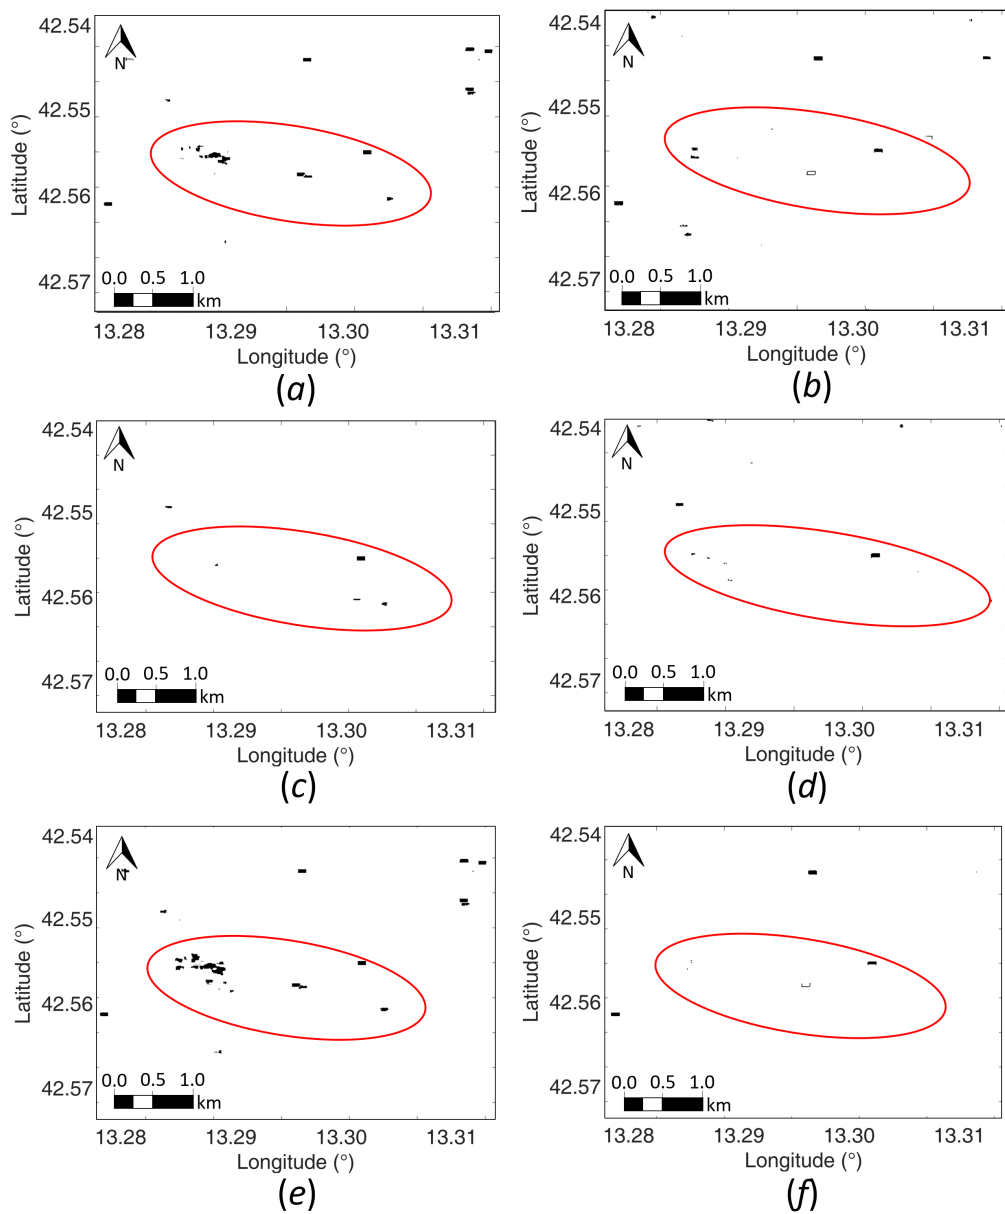 42.54
42.55
42.56
42.57
Latitude (°)
N
0.0 0.5 1.0
km
13.28 13.29 13.30 13.31
Longitude (°)
(a)
42.54
42.55
42.56
42.57
Latitude (°)
N
0.0 0.5 1.0
km
13.28 13.29 13.30 13.31
Longitude (°)
(b)
42.54
42.55
42.56
42.57
Latitude (°)
N
0.0 0.5 1.0
km
13.28 13.29 13.30 13.31
Longitude (°)
(c)
42.54
42.55
42.56
42.57
Latitude (°)
N
0.0 0.5 1.0
km
13.28 13.29 13.30 13.31
Longitude (°)
(d)
42.54
42.55
42.56
42.57
Latitude (°)
N
0.0 0.5 1.0
km
13.28 13.29 13.30 13.31
Longitude (°)
(e)
42.54
42.55
42.56
42.57
Latitude (°)
N
0.0 0.5 1.0
km
13.28 13.29 13.30 13.31
Longitude (°)
(f)